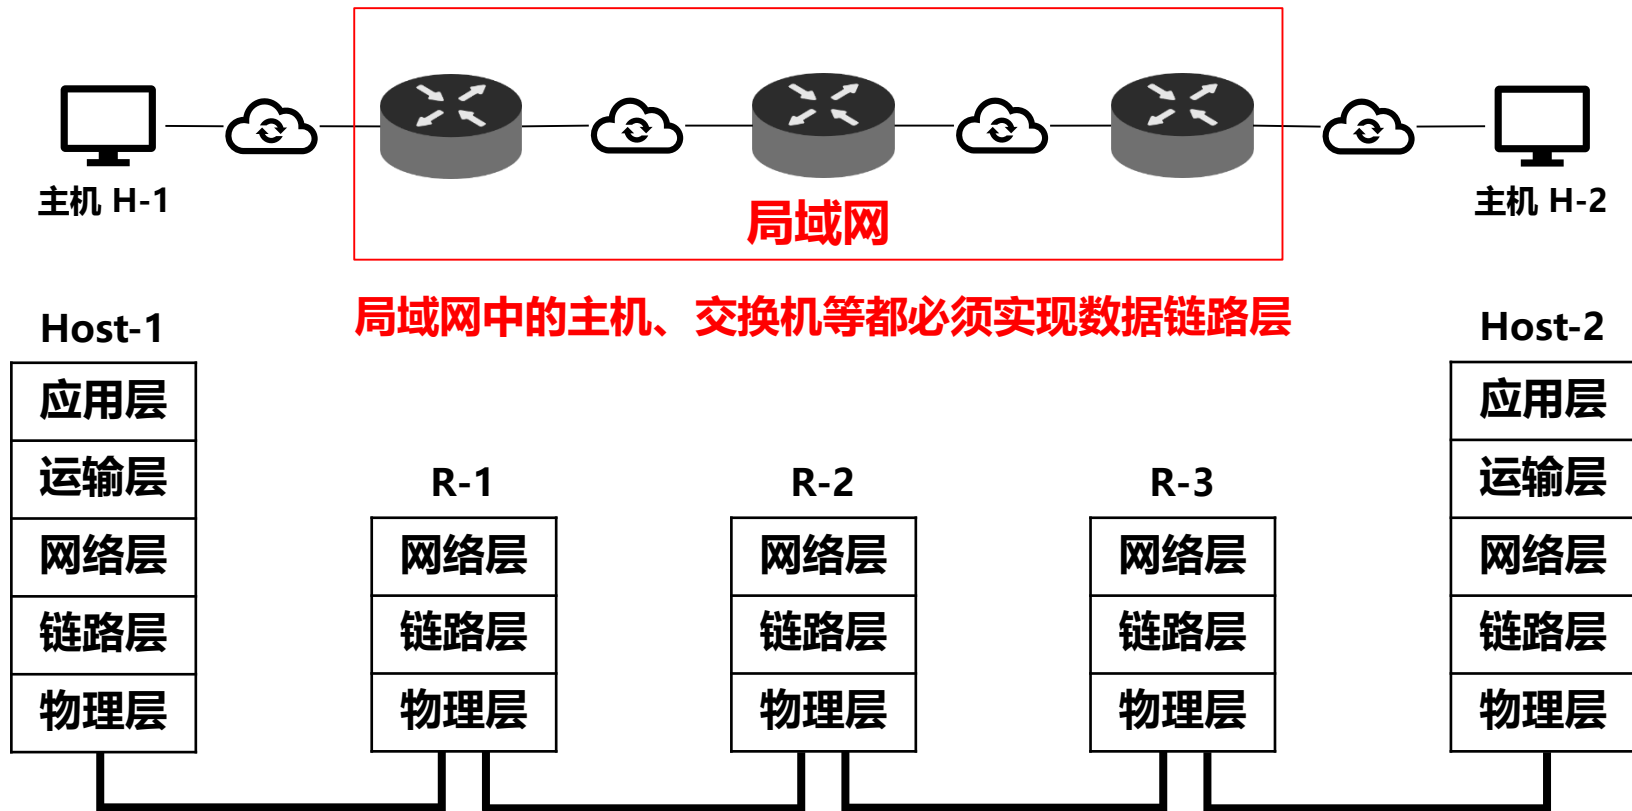 主机 H-1
主机 H-2
局域网
局域网中的主机、交换机等都必须实现数据链路层
Host-1
应用层
运输层
网络层
链路层
物理层
R-1
网络层
链路层
物理层
R-2
网络层
链路层
物理层
R-3
网络层
链路层
物理层
Host-2
应用层
运输层
网络层
链路层
物理层